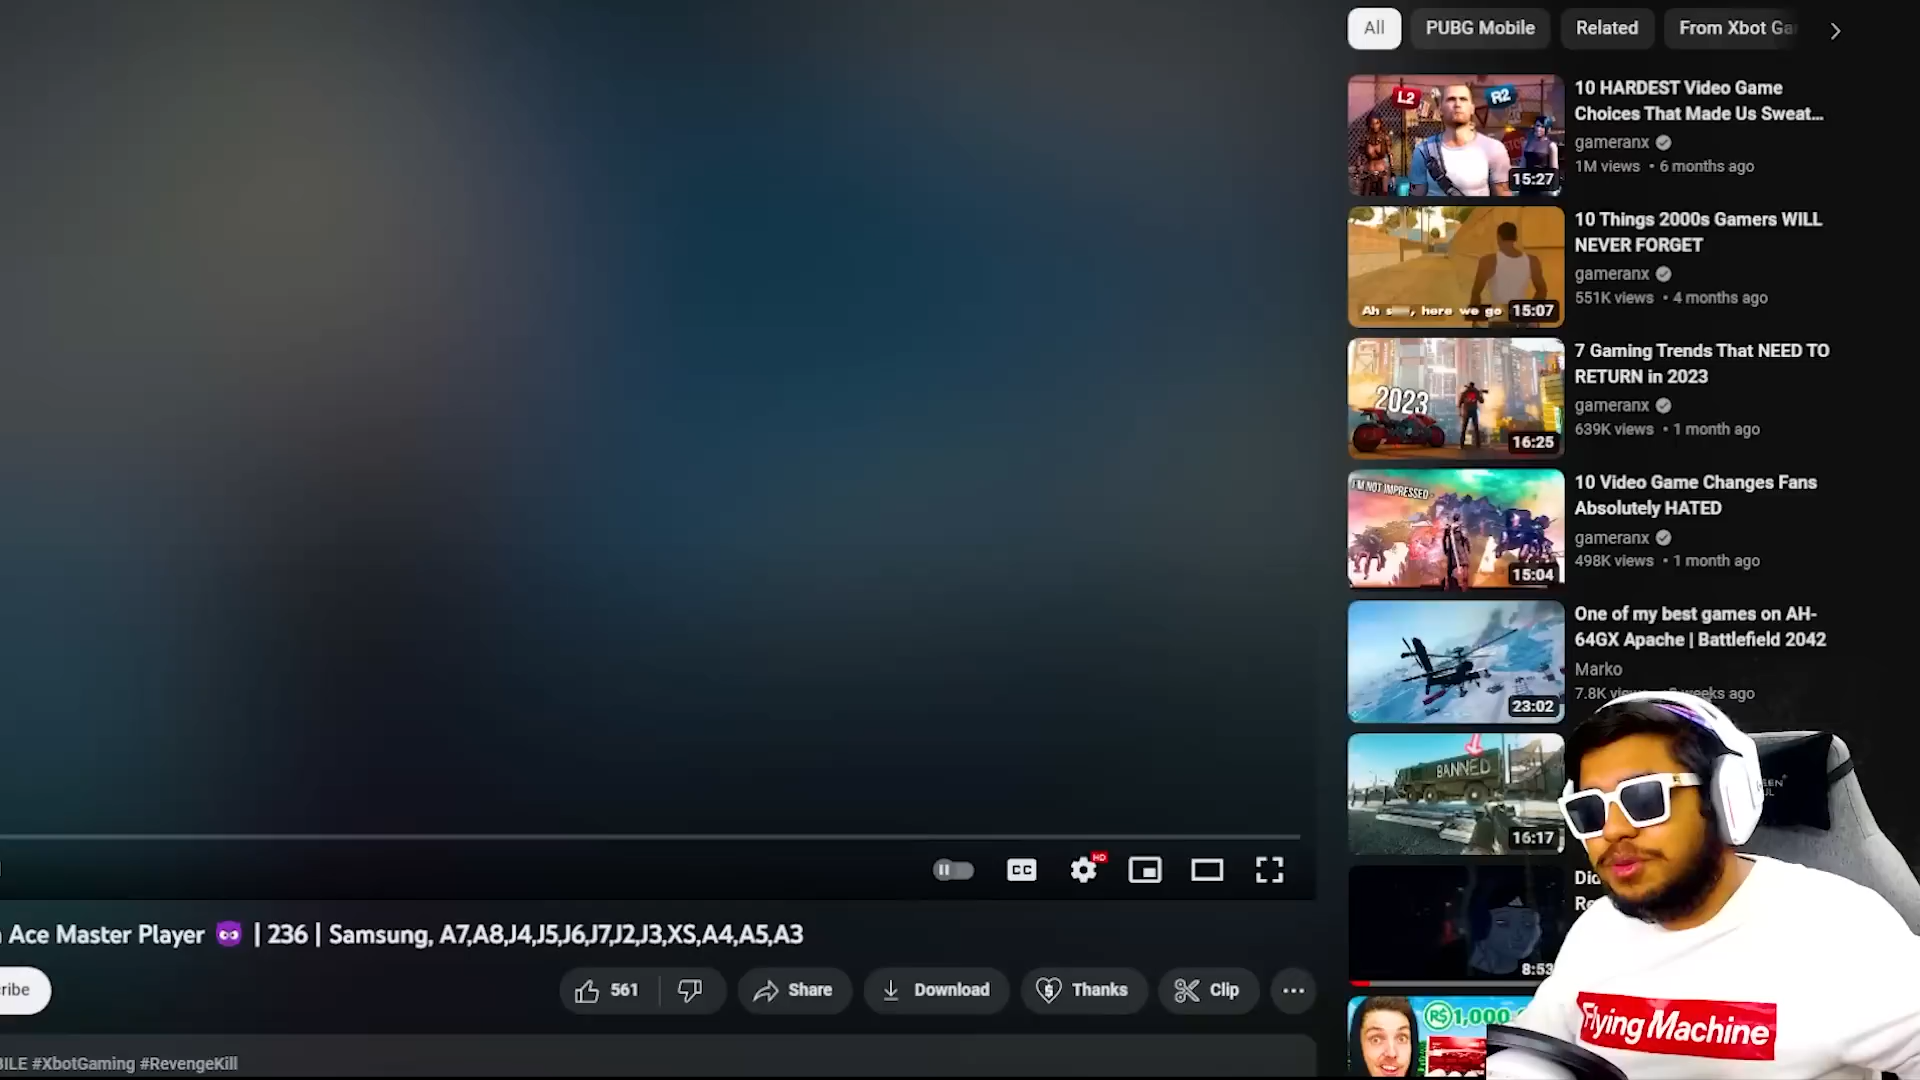 All
PUBG Mobile
Related
From Xbot Ga
L2
R2
15:27
10 HARDEST Video Game
Choices That Made Us Sweat...
gameranx
1M views • 6 months ago
Ah s, here we go
15:07
10 Things 2000s Gamers WILL
NEVER FORGET
gameranx
551K views • 4 months ago
2023
16:25
7 Gaming Trends That NEED TO
RETURN in 2023
gameranx
639K views • 1 month ago
I'M NOT IMPRESSED
15:04
10 Video Game Changes Fans
Absolutely HATED
gameranx
498K views • 1 month ago
23:02
One of my best games on AH-
64GX Apache | Battlefield 2042
Marko
7.8K weeks ago
BANNED
16:17
8:53
R$ 1,000
Flying Machine
CC
HD
Ace Master Player 😈 | 236 | Samsung, A7,A8,J4,J5,J6,J7,J2,J3,XS,A4,A5,A3
ribe
561
Share
Download
Thanks
Clip
BILE #XbotGaming #RevengeKill